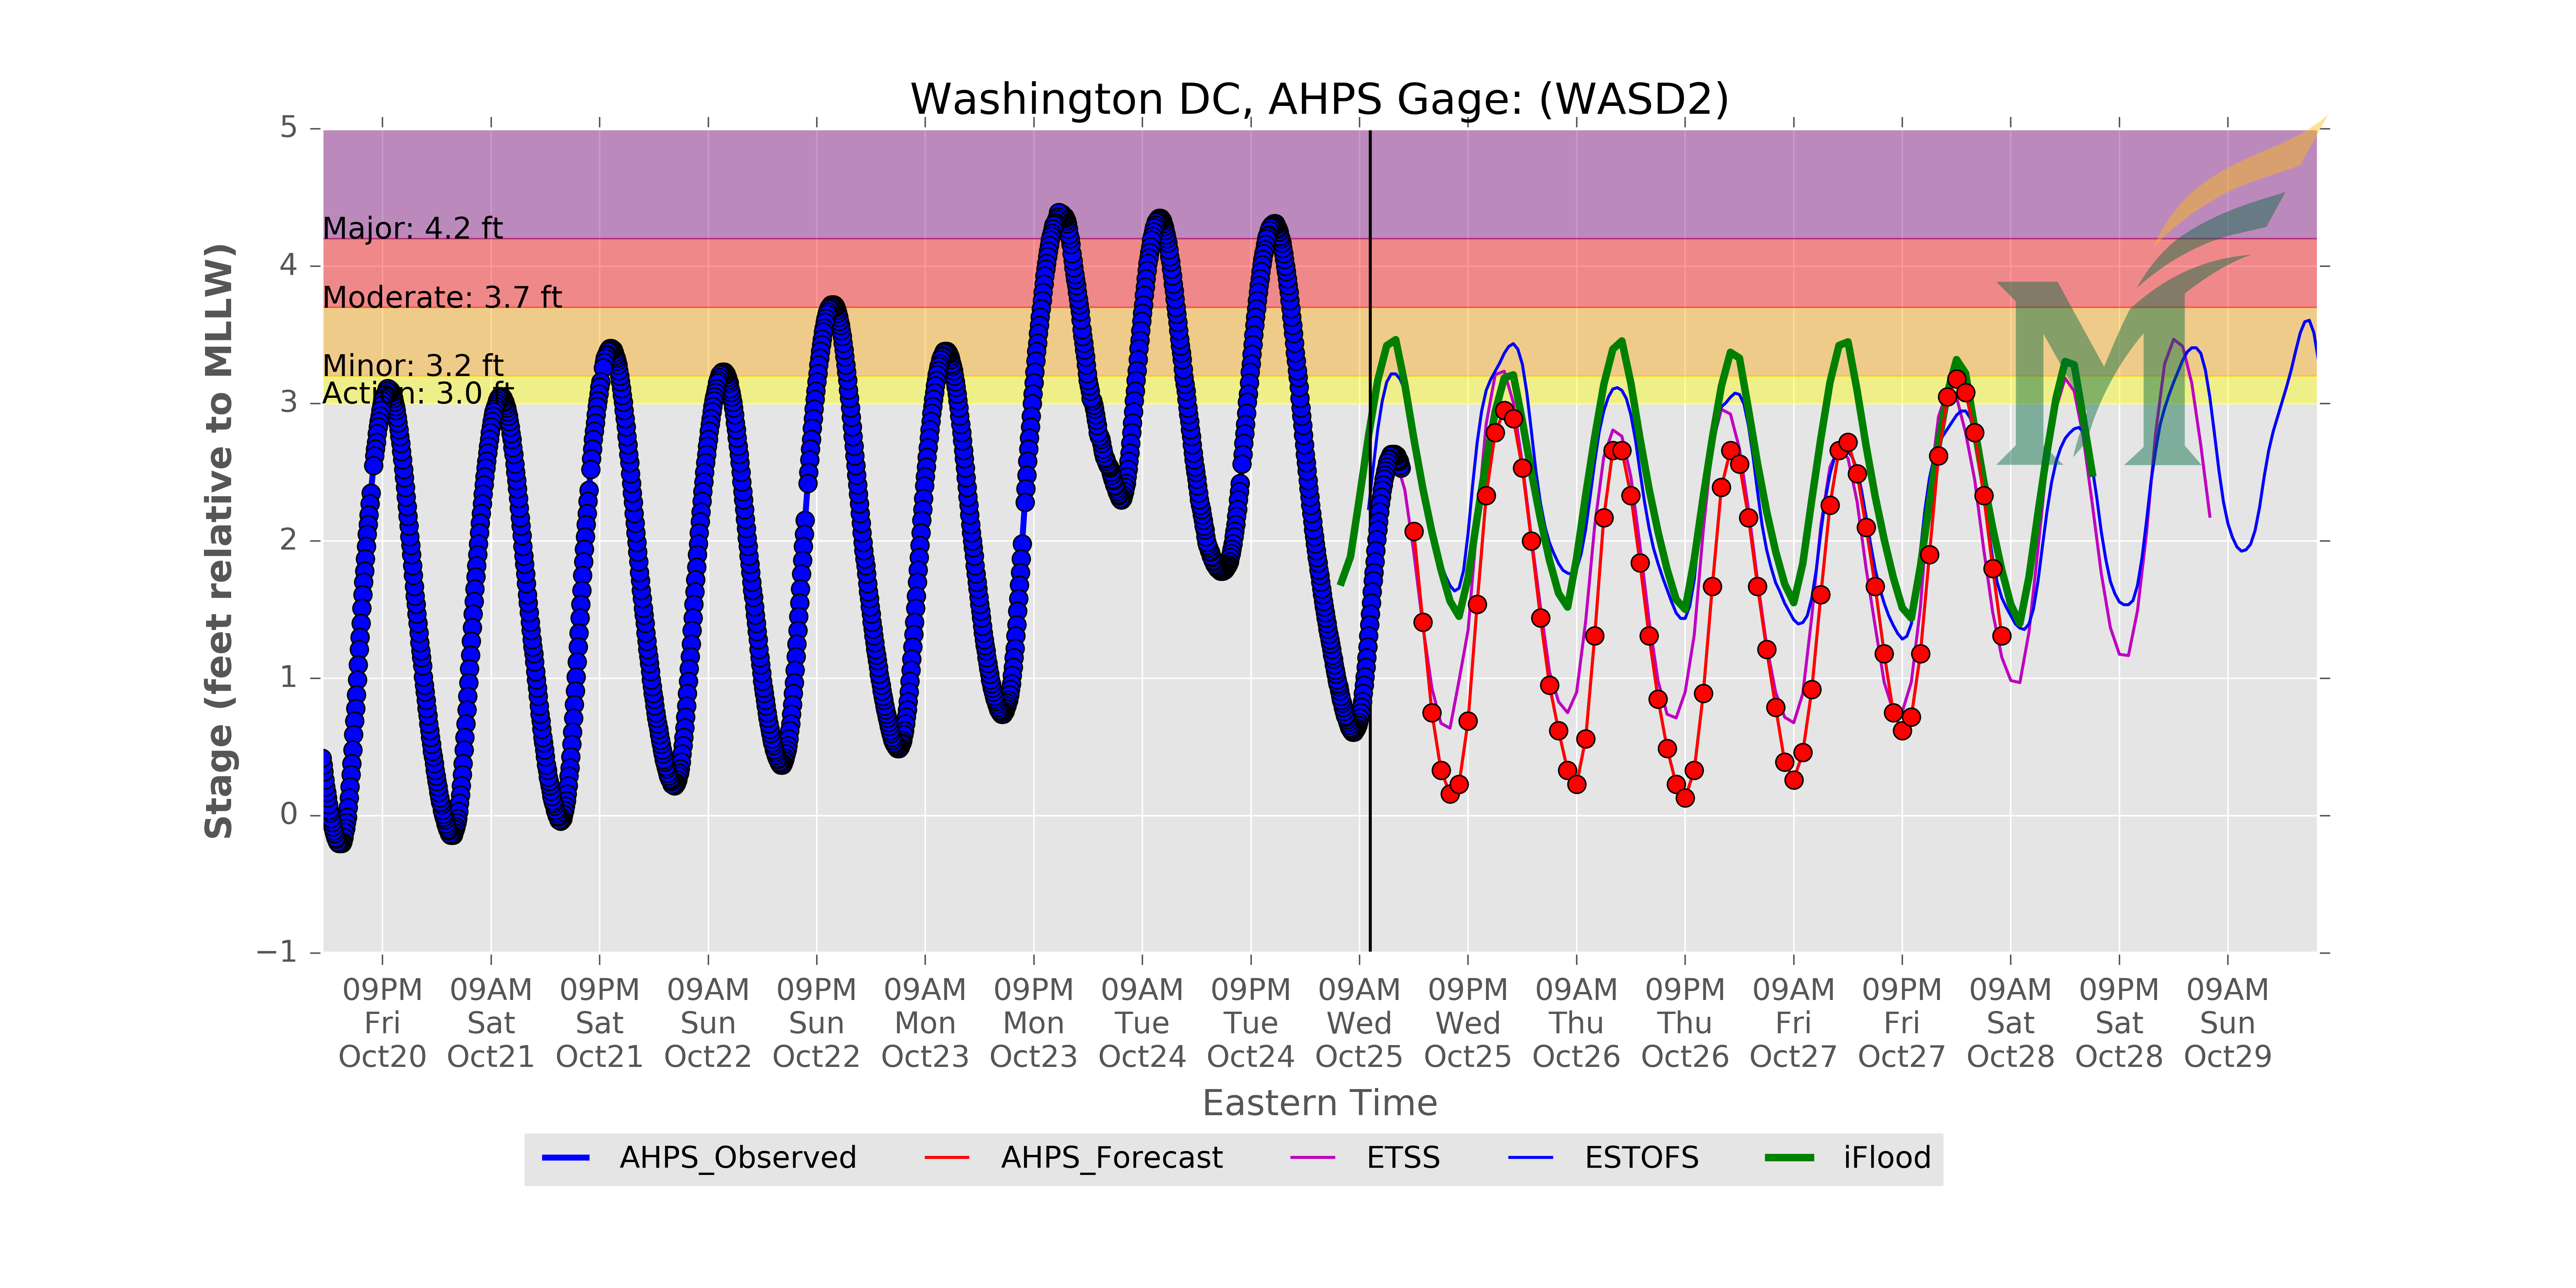 Washington DC, AHPS Gage: (WASD2)
5
4
3
2
1
0
−1
Stage (feet relative to MLLW)
Major: 4.2 ft
Moderate: 3.7 ft
Minor: 3.2 ft
Action: 3.0 ft
M
09PM 09AM 09PM 09AM 09PM 09AM 09PM 09AM 09PM 09AM 09PM 09AM 09PM 09AM 09PM 09AM 09PM 09AM
Fri Sat Sat Sun Sun Mon Mon Tue Tue Wed Wed Thu Thu Fri Fri Sat Sat Sun
Oct20 Oct21 Oct21 Oct22 Oct22 Oct23 Oct23 Oct24 Oct24 Oct25 Oct25 Oct26 Oct26 Oct27 Oct27 Oct28 Oct28 Oct29
Eastern Time
AHPS_Observed AHPS_Forecast ETSS ESTOFS iFlood